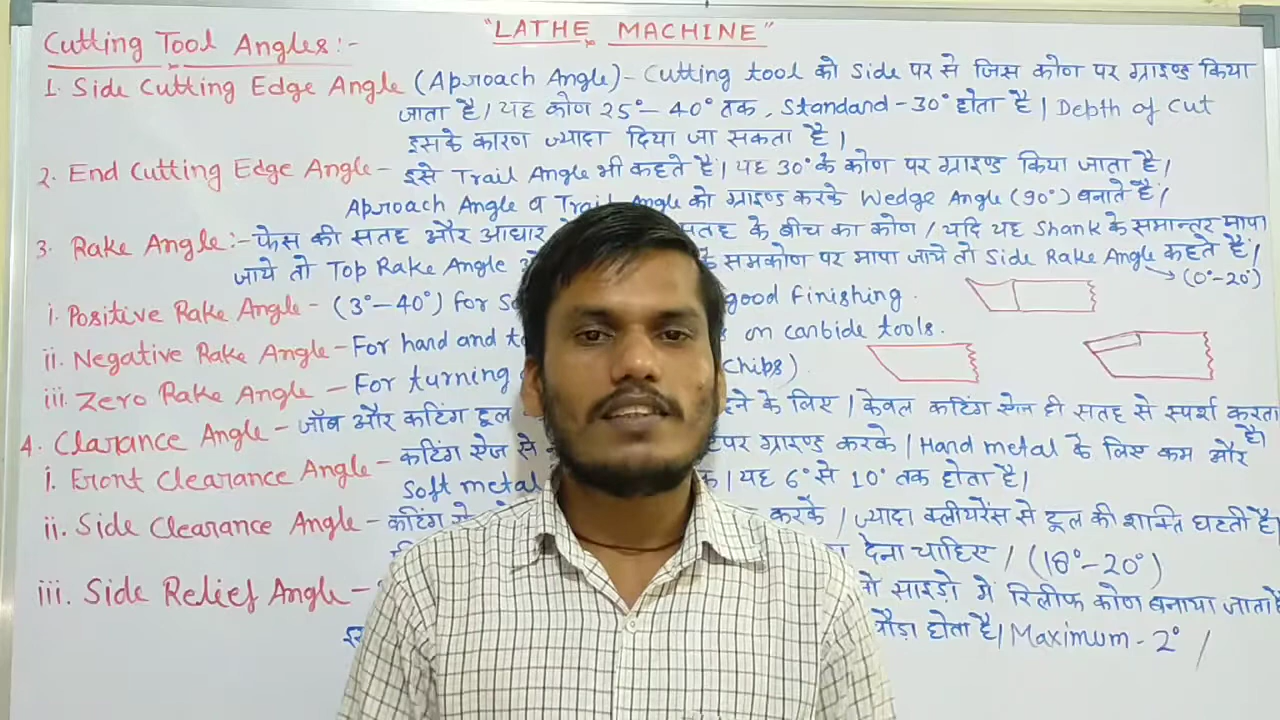 "LATHE MACHINE"
Cutting Tool Angles:-
1. Side Cutting Edge Angle (Aproach Angle)- Cutting tool को Side पर से जिस कोण पर ग्राइण्ड किया
जाता है। यह कोण 25°-40° तक, Standard-30° होता है। Depth of Cut
इसके कारण ज्यादा दिया जा सकता है।
2. End Cutting Edge Angle - इसे Trail Angle भी कहते है। यह 30° के कोण पर ग्राइण्ड किया जाता है।
Aproach Angle व Trail Angle को ग्राइण्ड करके Wedge Angle (90°) बनाते है।
3. Rake Angle:- फेस की सतह और आधार सतह के बीच का कोण। यदि यह Shank के समान्तर मापा
जाये तो Top Rake Angle समकोण पर मापा जाये तो Side Rake Angle कहते है।
(0°-20°)
i. Positive Rake Angle - (3°-40°) for good finishing.
ii. Negative Rake Angle - For hard and on carbide tools.
iii. Zero Rake Angle - For turning chips).
4. Clarance Angle - जॉब और कटिंग टूल के लिए। केवल कटिंग ऐज ही सतह से स्पर्श करता
है।
i. Front Clearance Angle - कटिंग ऐज से पर ग्राइण्ड करके। Hand metal के लिए कम और
Soft metal यह 6° से 10° तक होता है।
ii. Side Clearance Angle - कटिंग करके। ज्यादा क्लीयरेंस से टूल की शक्ति घटती है।
देना चाहिए। (18°-20°)
iii. Side Relief Angle - साइडो में रिलीफ कोण बनाया जाता है
चौड़ा होता है। Maximum - 2°।